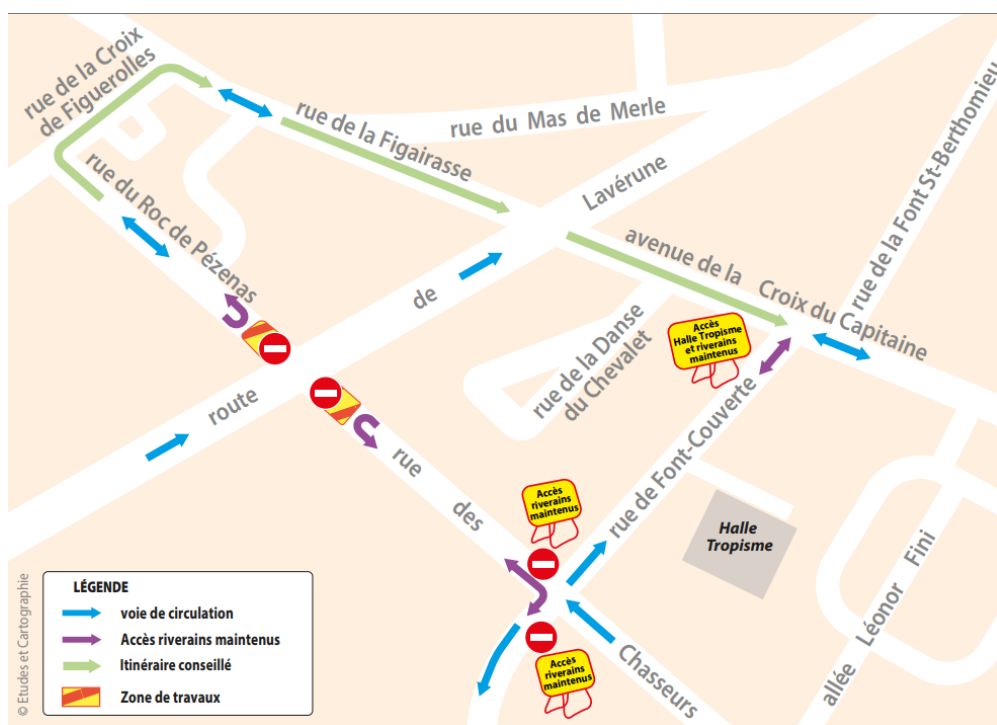 rue de la Croix
de Figuerolles
rue de la Figairasse
rue du Mas de Merle
rue de la Font St-Berthomieu
Lavérune
rue du Roc de Pézenas
avenue de la Croix du Capitaine
de
Accès
Halle Tropisme
et riverains
maintenus
rue de la Danse
du Chevalet
route
rue de Font-Couverte
rue
des
Accès
riverains
maintenus
Halle
Tropisme
allée Léonor Fini
Chasseurs
Accès
riverains
maintenus
LÉGENDE
voie de circulation
Accès riverains maintenus
Itinéraire conseillé
Zone de travaux
© Etudes et Cartographie